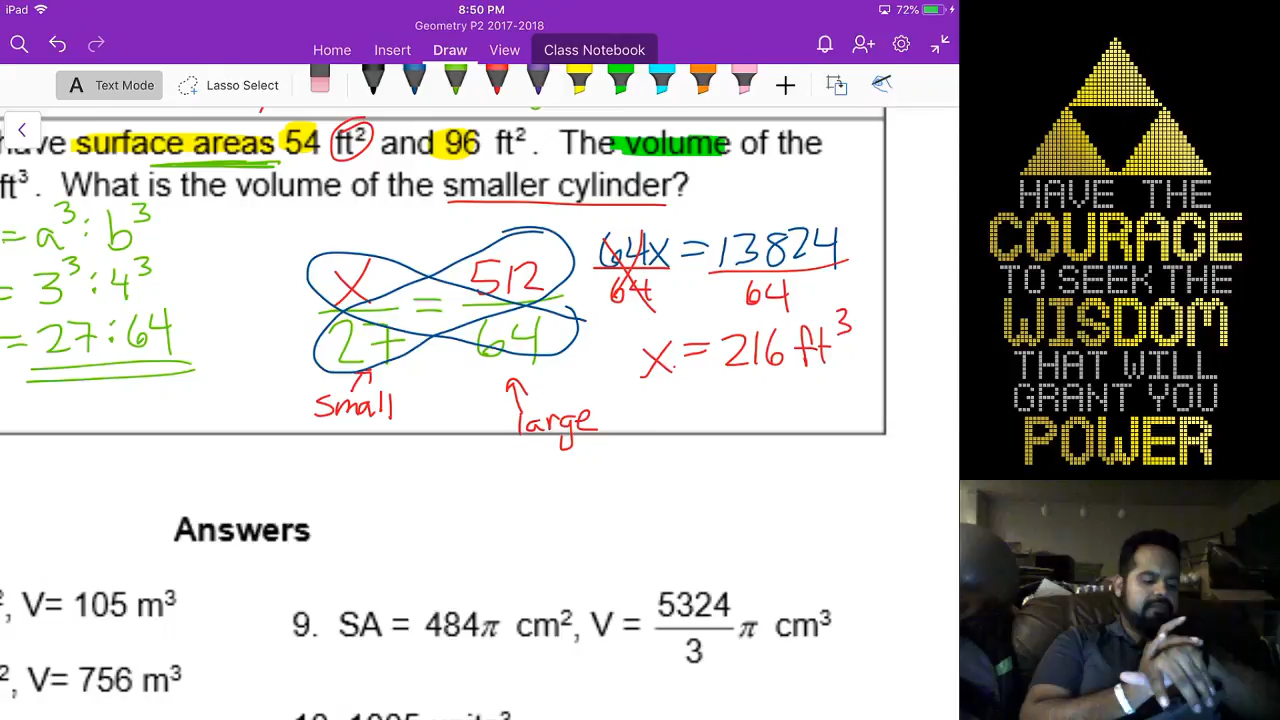 iPad
8:50 PM
72%
Geometry P2 2017-2018
Home Insert Draw View Class Notebook
A Text Mode Lasso Select
have surface areas 54 ft² and 96 ft². The volume of the
ft³. What is the volume of the smaller cylinder?
= a³ : b³
= 3³ : 4³
= 27 : 64
x/27 = 512/64
small
large
64x = 13824
64 64
x = 216 ft³
Answers
², V= 105 m³
², V= 756 m³
9. SA = 484π cm², V = 5324/3 π cm³
HAVE THE
COURAGE
TO SEEK THE
WISDOM
THAT WILL
GRANT YOU
POWER